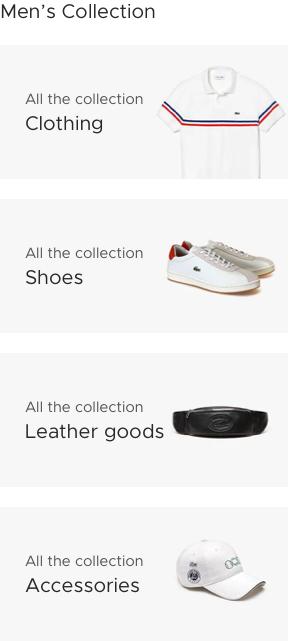 Men’s Collection
All the collection
Clothing
All the collection
Shoes
All the collection
Leather goods
All the collection
Accessories